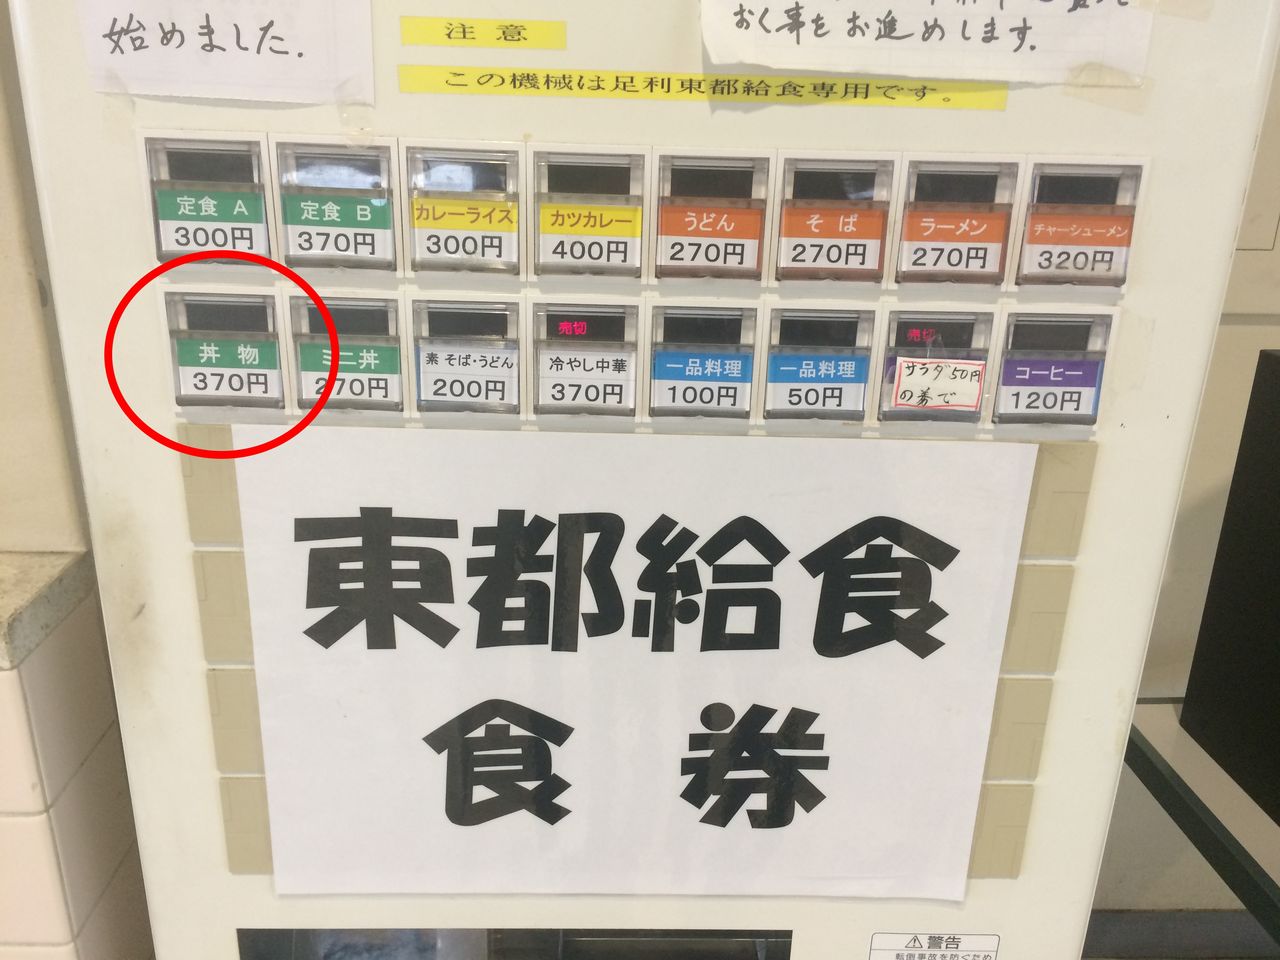 始めました.
おく事をお進めします.
注意
この機械は足利東都給食専用です。
定食 A
300円
定食 B
370円
カレーライス
300円
カツカレー
400円
うどん
270円
そば
270円
ラーメン
270円
チャーシューメン
320円
丼物
370円
ミニ丼
270円
素 そば・うどん
200円
売切
冷やし中華
370円
一品料理
100円
一品料理
50円
売切
サラダ50円
の券で
コーヒー
120円
東都給食
食券
警告
転倒事故を防ぐため